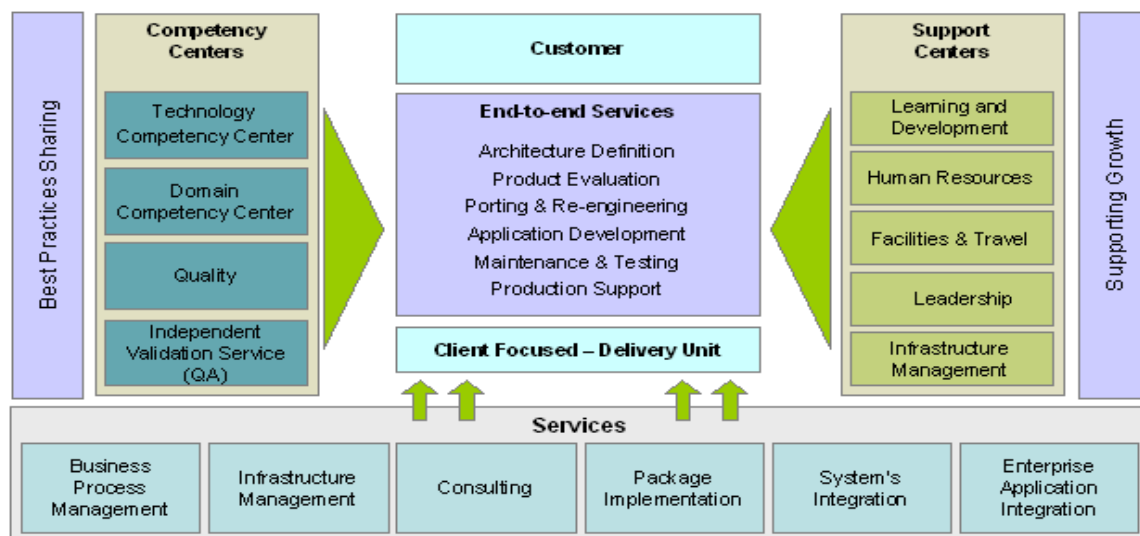 Best Practices Sharing
Competency
Centers
Technology
Competency Center
Domain
Competency Center
Quality
Independent
Validation Service
(QA)
Customer
End-to-end Services
Architecture Definition
Product Evaluation
Porting & Re-engineering
Application Development
Maintenance & Testing
Production Support
Client Focused – Delivery Unit
Support
Centers
Learning and
Development
Human Resources
Facilities & Travel
Leadership
Infrastructure
Management
Supporting Growth
Services
Business
Process
Management
Infrastructure
Management
Consulting
Package
Implementation
System's
Integration
Enterprise
Application
Integration